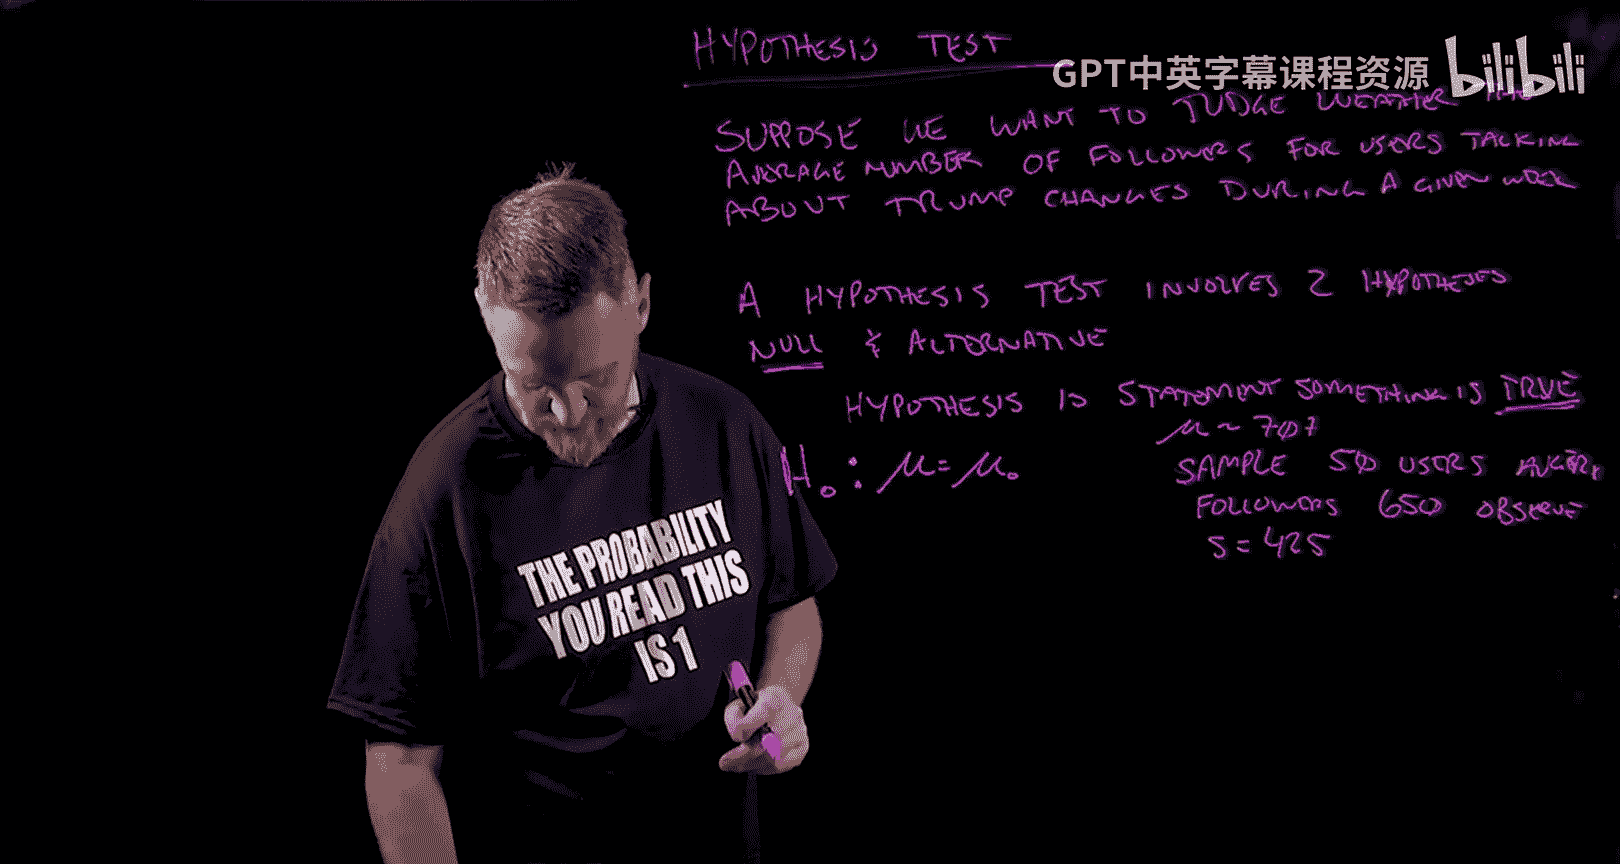 HYPOTHESIS TEST
GPT中英字幕课程资源 bilibili
SUPPOSE WE WANT TO JUDGE WEATHER THE
AVERAGE NUMBER OF FOLLOWERS FOR USERS TALKING
ABOUT TRUMP CHANGES DURING A GIVEN WEEK
A HYPOTHESIS TEST INVOLVES 2 HYPOTHESES
NULL & ALTERNATIVE
HYPOTHESIS IS STATEMENT SOMETHING IS TRUE
μ ~ 707
H₀ : μ = μ₀
SAMPLE 50 USERS
FOLLOWERS 650 OBSERVE
S = 425
THE PROBABILITY
YOU READ THIS
IS 1